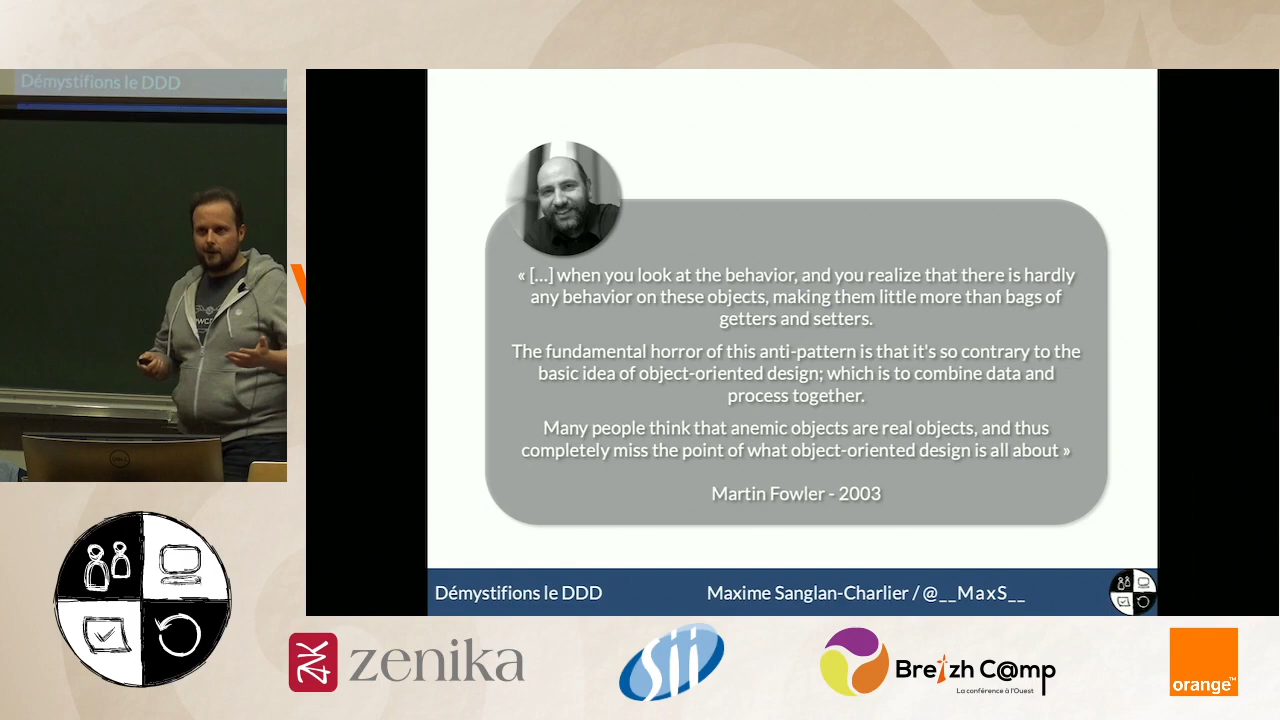 Démystifions le DDD
« [...] when you look at the behavior, and you realize that there is hardly
any behavior on these objects, making them little more than bags of
getters and setters.
The fundamental horror of this anti-pattern is that it's so contrary to the
basic idea of object-oriented design; which is to combine data and
process together.
Many people think that anemic objects are real objects, and thus
completely miss the point of what object-oriented design is all about »
Martin Fowler - 2003
Démystifions le DDD
Maxime Sanglan-Charlier / @__MaxS__
DELL
zenika
Sii
Breizh C@mp
La conférence à l'Ouest
orange™